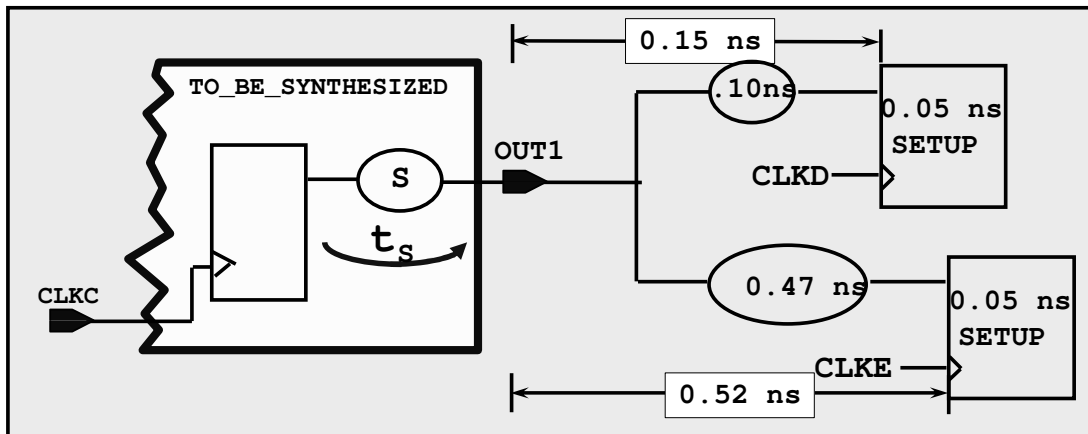 0.15 ns
TO_BE_SYNTHESIZED
.10ns
0.05 ns
SETUP
OUT1
S
CLKD
tS
0.47 ns
CLKC
0.05 ns
SETUP
CLKE
0.52 ns